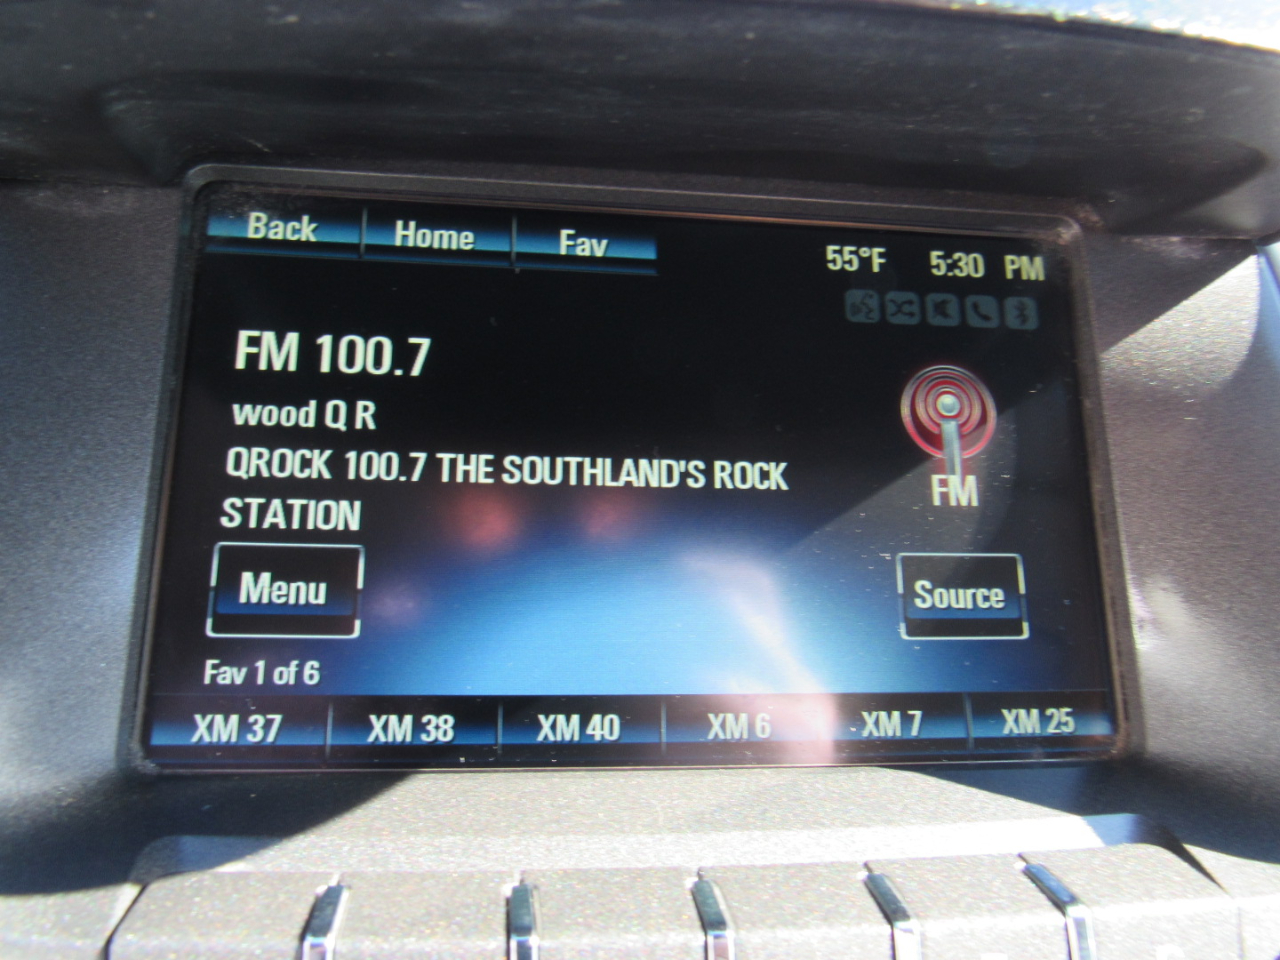 Back Home Fav
55°F 5:30 PM
FM 100.7
wood Q R
QROCK 100.7 THE SOUTHLAND'S ROCK
STATION
FM
Menu
Source
Fav 1 of 6
XM 37 XM 38 XM 40 XM 6 XM 7 XM 25